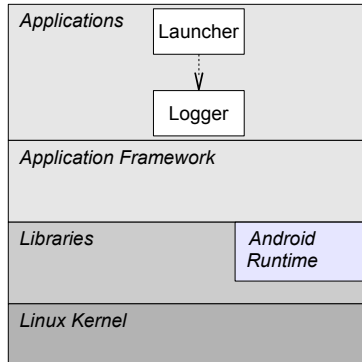 Applications
Launcher
Logger
Application Framework
Libraries
Android
Runtime
Linux Kernel